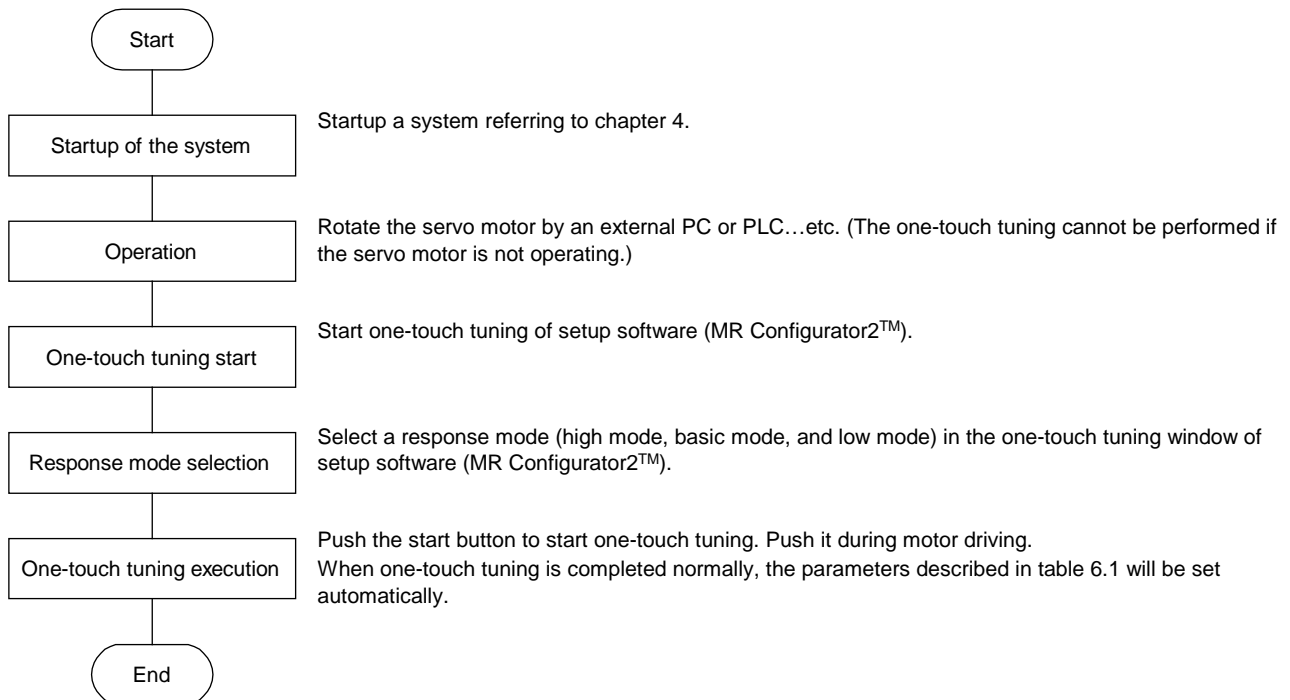 Start
Startup of the system
Startup a system referring to chapter 4.
Operation
Rotate the servo motor by an external PC or PLC…etc. (The one-touch tuning cannot be performed if
the servo motor is not operating.)
One-touch tuning start
Start one-touch tuning of setup software (MR Configurator2TM).
Response mode selection
Select a response mode (high mode, basic mode, and low mode) in the one-touch tuning window of
setup software (MR Configurator2TM).
One-touch tuning execution
Push the start button to start one-touch tuning. Push it during motor driving.
When one-touch tuning is completed normally, the parameters described in table 6.1 will be set
automatically.
End